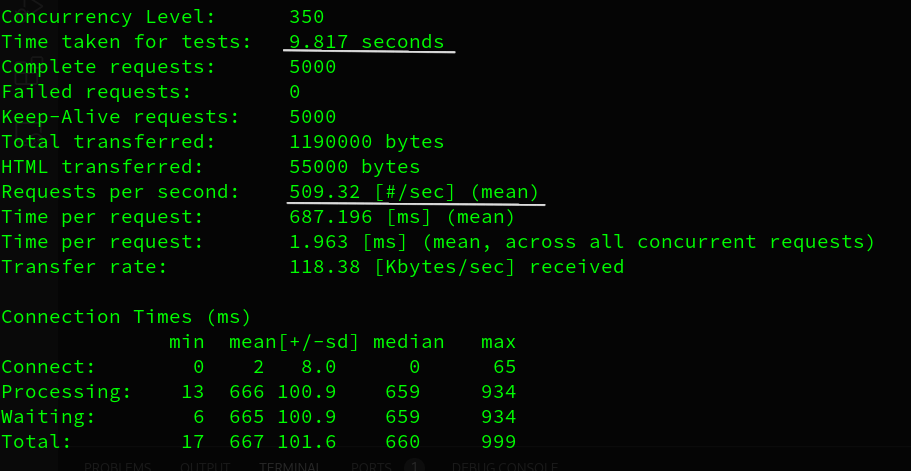 Concurrency Level:      350
Time taken for tests:   9.817 seconds
Complete requests:      5000
Failed requests:        0
Keep-Alive requests:    5000
Total transferred:      1190000 bytes
HTML transferred:       55000 bytes
Requests per second:    509.32 [#/sec] (mean)
Time per request:       687.196 [ms] (mean)
Time per request:       1.963 [ms] (mean, across all concurrent requests)
Transfer rate:          118.38 [Kbytes/sec] received

Connection Times (ms)
              min  mean[+/-sd] median   max
Connect:        0    2   8.0      0      65
Processing:    13  666 100.9    659     934
Waiting:        6  665 100.9    659     934
Total:         17  667 101.6    660     999
PROBLEMS OUTPUT TERMINAL PORTS 1 DEBUG CONSOLE